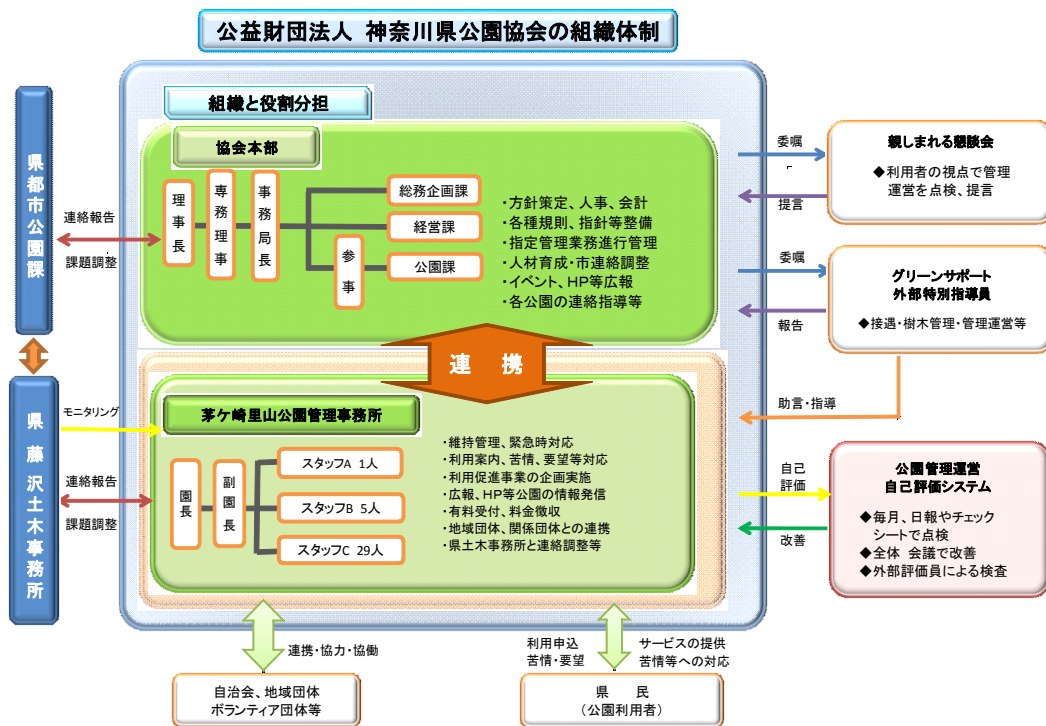 公益財団法人 神奈川県公園協会の組織体制
組織と役割分担
協会本部
理事長
専務理事
事務局長
参事
総務企画課
経営課
公園課
・方針策定、人事、会計
・各種規則、指針等整備
・指定管理業務進行管理
・人材育成・市連絡調整
・イベント、HP等広報
・各公園の連絡指導等
県都市公園課
連絡報告
課題調整
県 藤沢土木事務所
モニタリング
連絡報告
課題調整
連 携
茅ケ崎里山公園管理事務所
園長
副園長
スタッフA 1人
スタッフB 5人
スタッフC 29人
・維持管理、緊急時対応
・利用案内、苦情、要望等対応
・利用促進事業の企画実施
・広報、HP等公園の情報発信
・有料受付、料金徴収
・地域団体、関係団体との連携
・県土木事務所と連絡調整等
委嘱
提言
親しまれる懇談会
◆利用者の視点で管理
運営を点検、提言
委嘱
報告
グリーンサポート
外部特別指導員
◆接遇・樹木管理・管理運営等
助言・指導
自己
評価
改善
公園管理運営
自己評価システム
◆毎月、日報やチェック
シートで点検
◆全体 会議で改善
◆外部評価員による検査
連携・協力・協働
自治会、地域団体
ボランティア団体等
利用申込
苦情・要望
サービスの提供
苦情等への対応
県 民
(公園利用者)